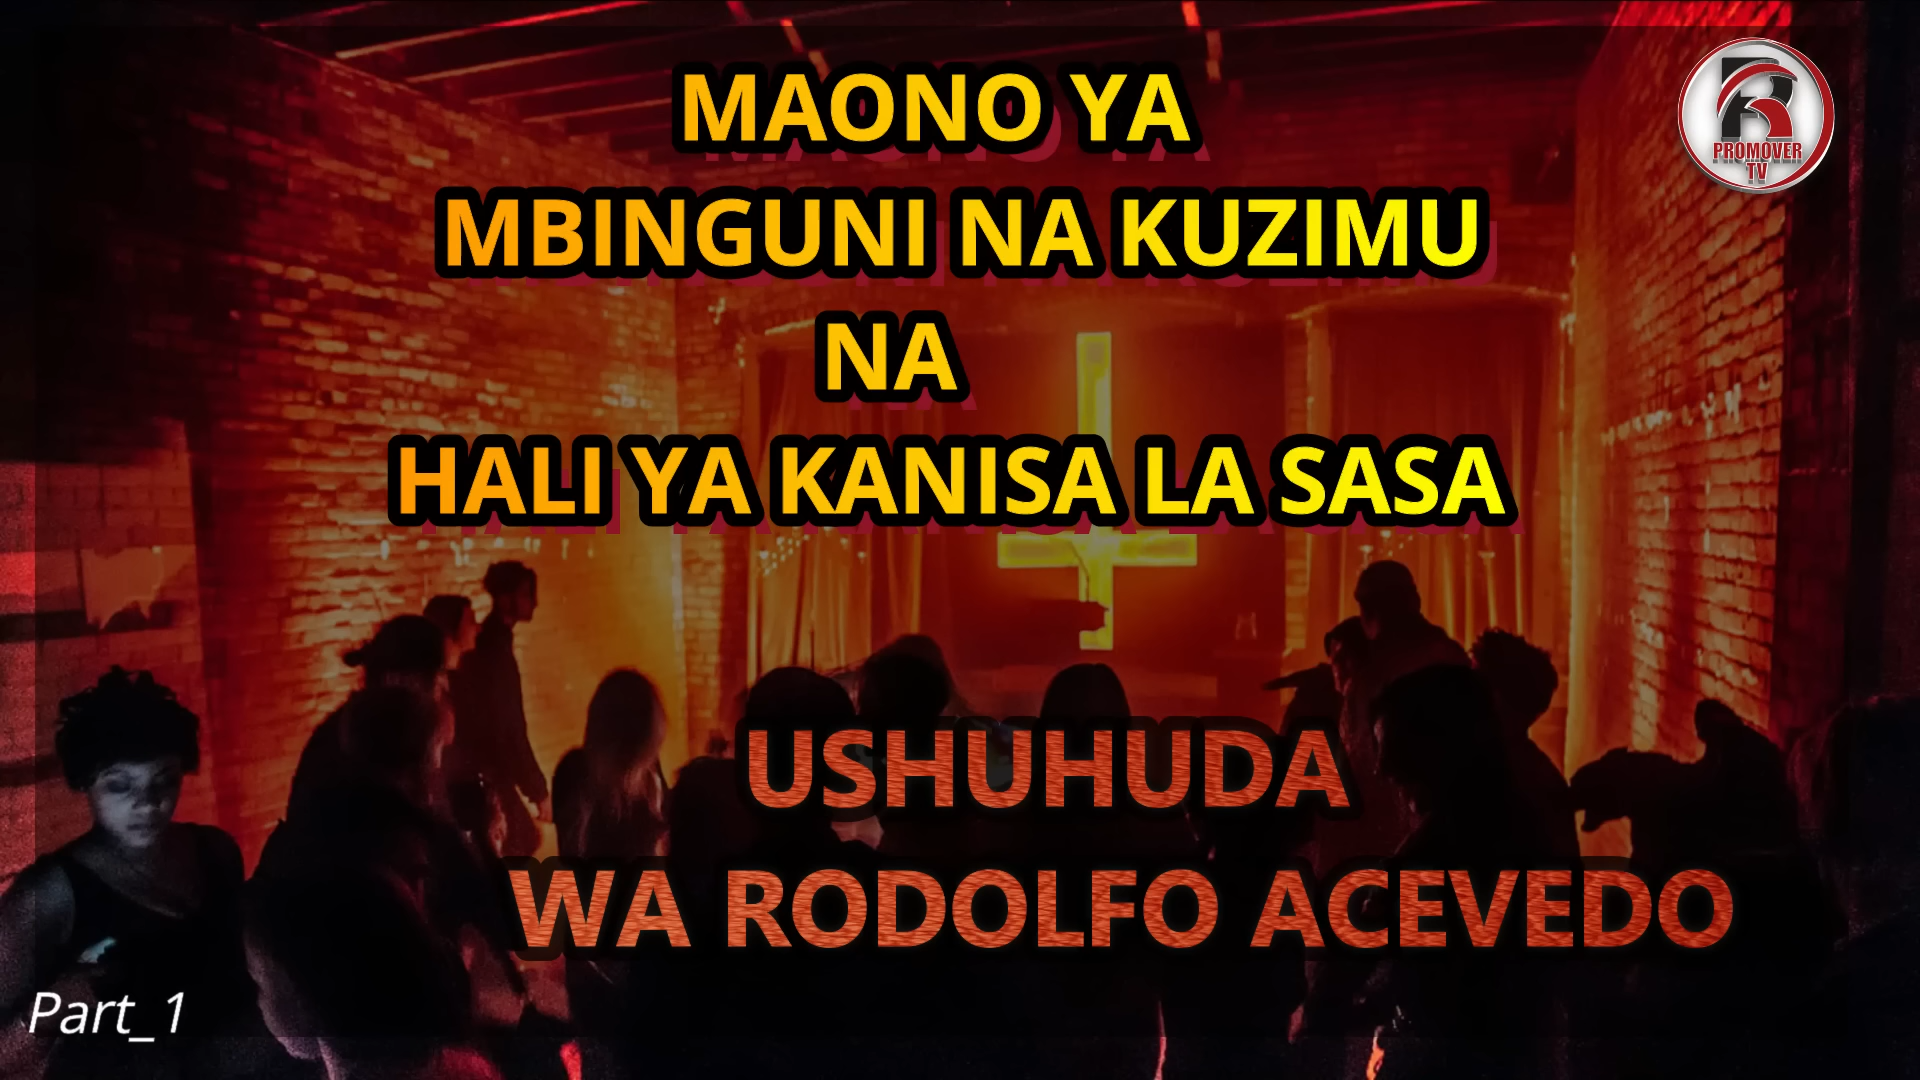 MAONO YA
MBINGUNI NA KUZIMU
NA
HALI YA KANISA LA SASA
PROMOVER
TV
USHUHUDA
WA RODOLFO ACEVEDO
Part_1